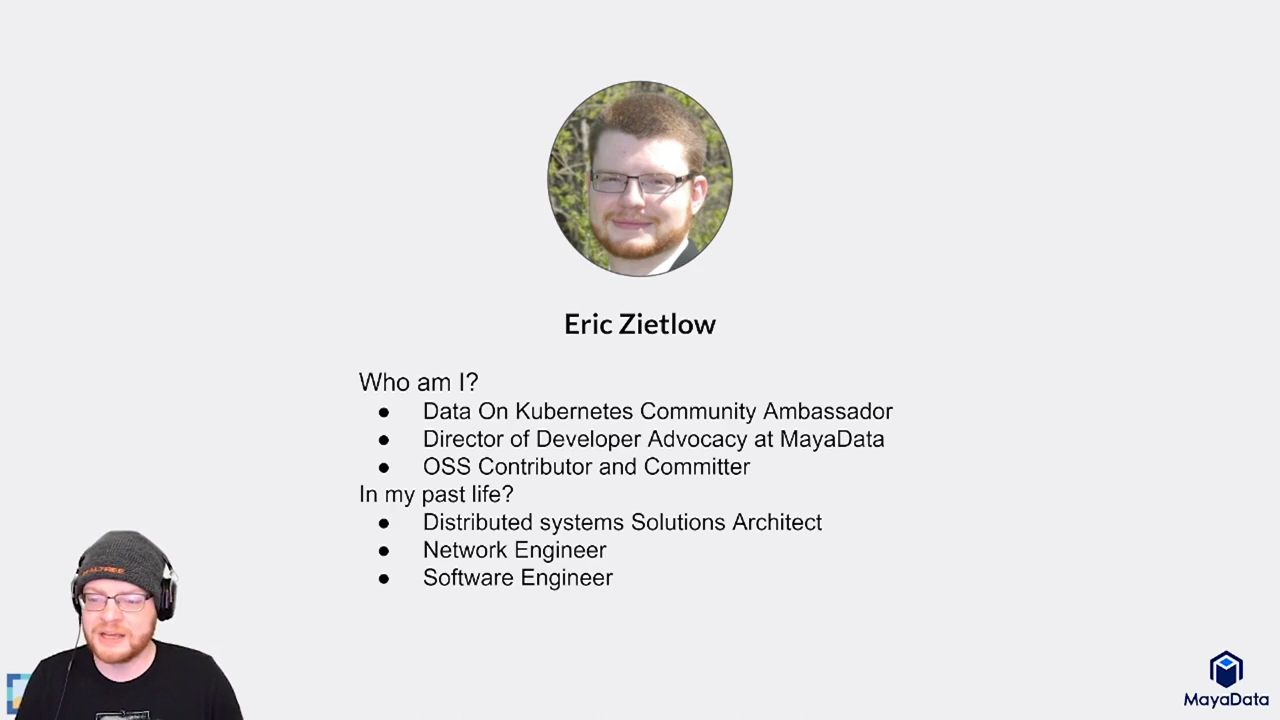 Eric Zietlow
Who am I?
● Data On Kubernetes Community Ambassador
● Director of Developer Advocacy at MayaData
● OSS Contributor and Committer
In my past life?
● Distributed systems Solutions Architect
● Network Engineer
● Software Engineer
MayaData